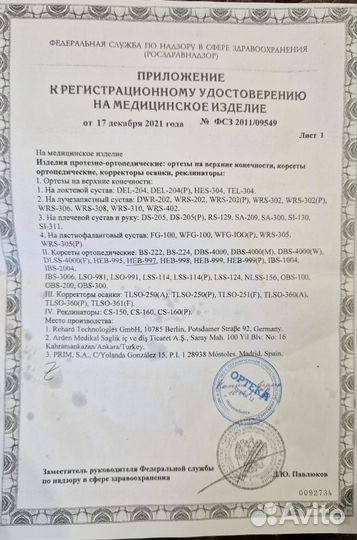 ФЕДЕРАЛЬНАЯ СЛУЖБА ПО НАДЗОРУ В СФЕРЕ ЗДРАВООХРАНЕНИЯ
(РОСЗДРАВНАДЗОР)
ПРИЛОЖЕНИЕ
К РЕГИСТРАЦИОННОМУ УДОСТОВЕРЕНИЮ
НА МЕДИЦИНСКОЕ ИЗДЕЛИЕ
от 17 декабря 2021 года № ФСЗ 2011/09549
Лист 1
На медицинское изделие
Изделия протезно-ортопедические: ортезы на верхние конечности, корсеты
ортопедические, корректоры осанки, реклинаторы:
I. Ортезы на верхние конечности:
1. На локтевой сустав: DEL-204, DEL-204(P), HES-304, TEL-304.
2. На лучезапястный сустав: DWR-202, WRS-202, WRS-202(P), WRS-302, WRS-302(P),
WRS-306, WRS-308, WRS-310, WRS-402.
3. На плечевой сустав и руку: DS-205, DS-205(P), RS-129, SA-209, SA-300, SI-130,
SI-311.
4. На пястнофаланговый сустав: FG-100, WFG-100, WFG-IOO(P), WRS-305,
WRS-305(P).
II. Корсеты ортопедические: BS-222, BS-224, DBS-4000, DBS-4000(M), DBS-4000(W),
DLSS-4000(F), HEB-995, HEB-997, HEB-998, HEB-999, HEB-999(P), IBS-1004,
IBS-2004,
IBS-3006, LSO-981, LSO-991, LSS-114, LSS-114(P), LSS-124, NLSS-156, OBS-100,
OBS-200, OBS-300.
III. Корректоры осанки: TLSO-250(A), TLSO-250(P), TLSO-251(F), TLSO-360(A),
TLSO-360(P), TLSO-361(F).
IV. Реклинаторы: CS-150, CS-160, CS-160(P).
Место производства:
1. Rehard Technologies GmbH, 10785 Berlin, Potsdamer Straße 92, Germany.
2. Arden Medikal Saglik iç ve diş Ticaret A.Ş., Saray Mah. 100 Yil Blv. No: 16
Kahramankazan/Ankara/Turkey.
3. PRIM, S.A., C/Yolanda González 15, P.I. 1 28938 Móstoles, Madrid, Spain.
ОРТЕКА
Заместитель руководителя Федеральной службы
по надзору в сфере здравоохранения
Д.Ю. Павлюков
0092734
Avito